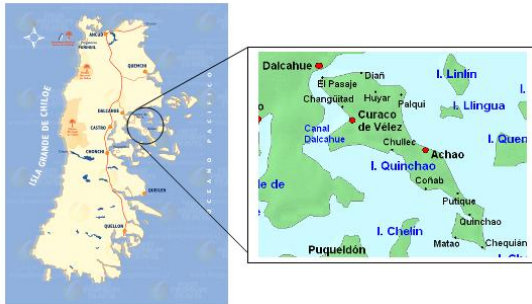 ANCUD
PUÑIHUIL
QUEMCHI
DALCAHUE
CASTRO
CHONCHI
QUEILEN
QUELLON
ISLA GRANDE DE CHILOE
OCEANO PACIFICO
Dalcahue
El Pasaje
Diañ
I. Linlin
Changüitad
Huyar
Palqui
I. Llingua
Curaco
de Vélez
Canal
Dalcahue
Chullec
Achao
I. Quen
I. Quinchao
Coñab
de de
Putique
Quinchao
I. Chelin
Matao
Chequián
Puqueldón